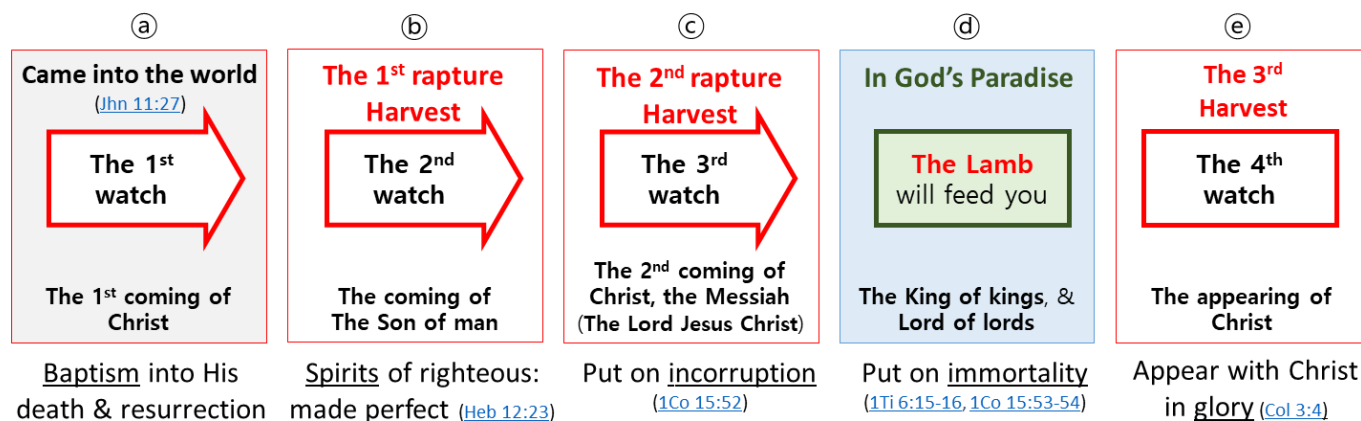 ⓐ
Came into the world
(Jhn 11:27)
The 1st
watch
The 1st coming of
Christ
Baptism into His
death & resurrection
ⓑ
The 1st rapture
Harvest
The 2nd
watch
The coming of
The Son of man
Spirits of righteous:
made perfect (Heb 12:23)
ⓒ
The 2nd rapture
Harvest
The 3rd
watch
The 2nd coming of
Christ, the Messiah
(The Lord Jesus Christ)
Put on incorruption
(1Co 15:52)
ⓓ
In God's Paradise
The Lamb
will feed you
The King of kings, &
Lord of lords
Put on immortality
(1Ti 6:15-16, 1Co 15:53-54)
ⓔ
The 3rd
Harvest
The 4th
watch
The appearing of
Christ
Appear with Christ
in glory (Col 3:4)